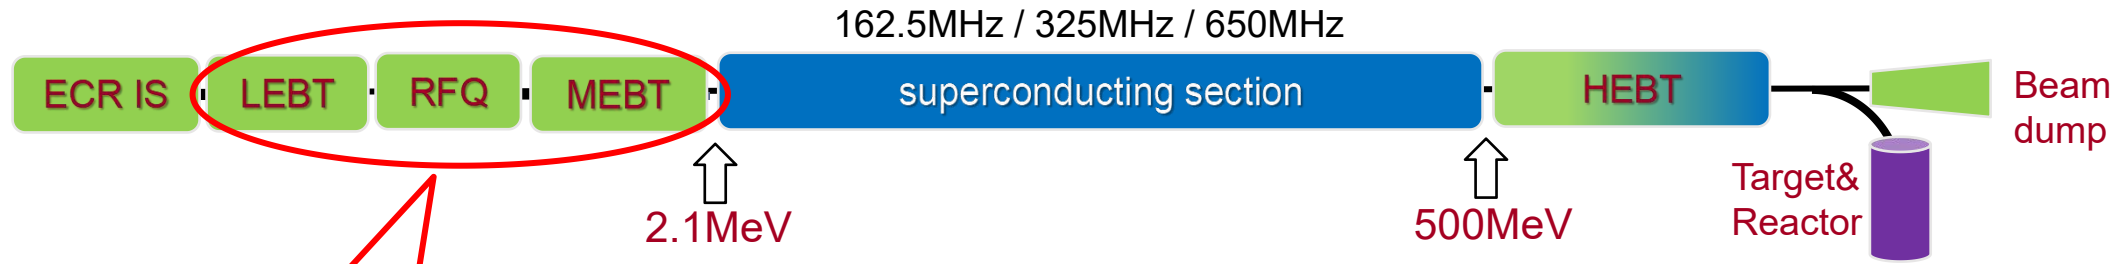 162.5MHz / 325MHz / 650MHz
ECR IS
LEBT
RFQ
MEBT
superconducting section
HEBT
Beam
dump
Target&
Reactor
2.1MeV
500MeV